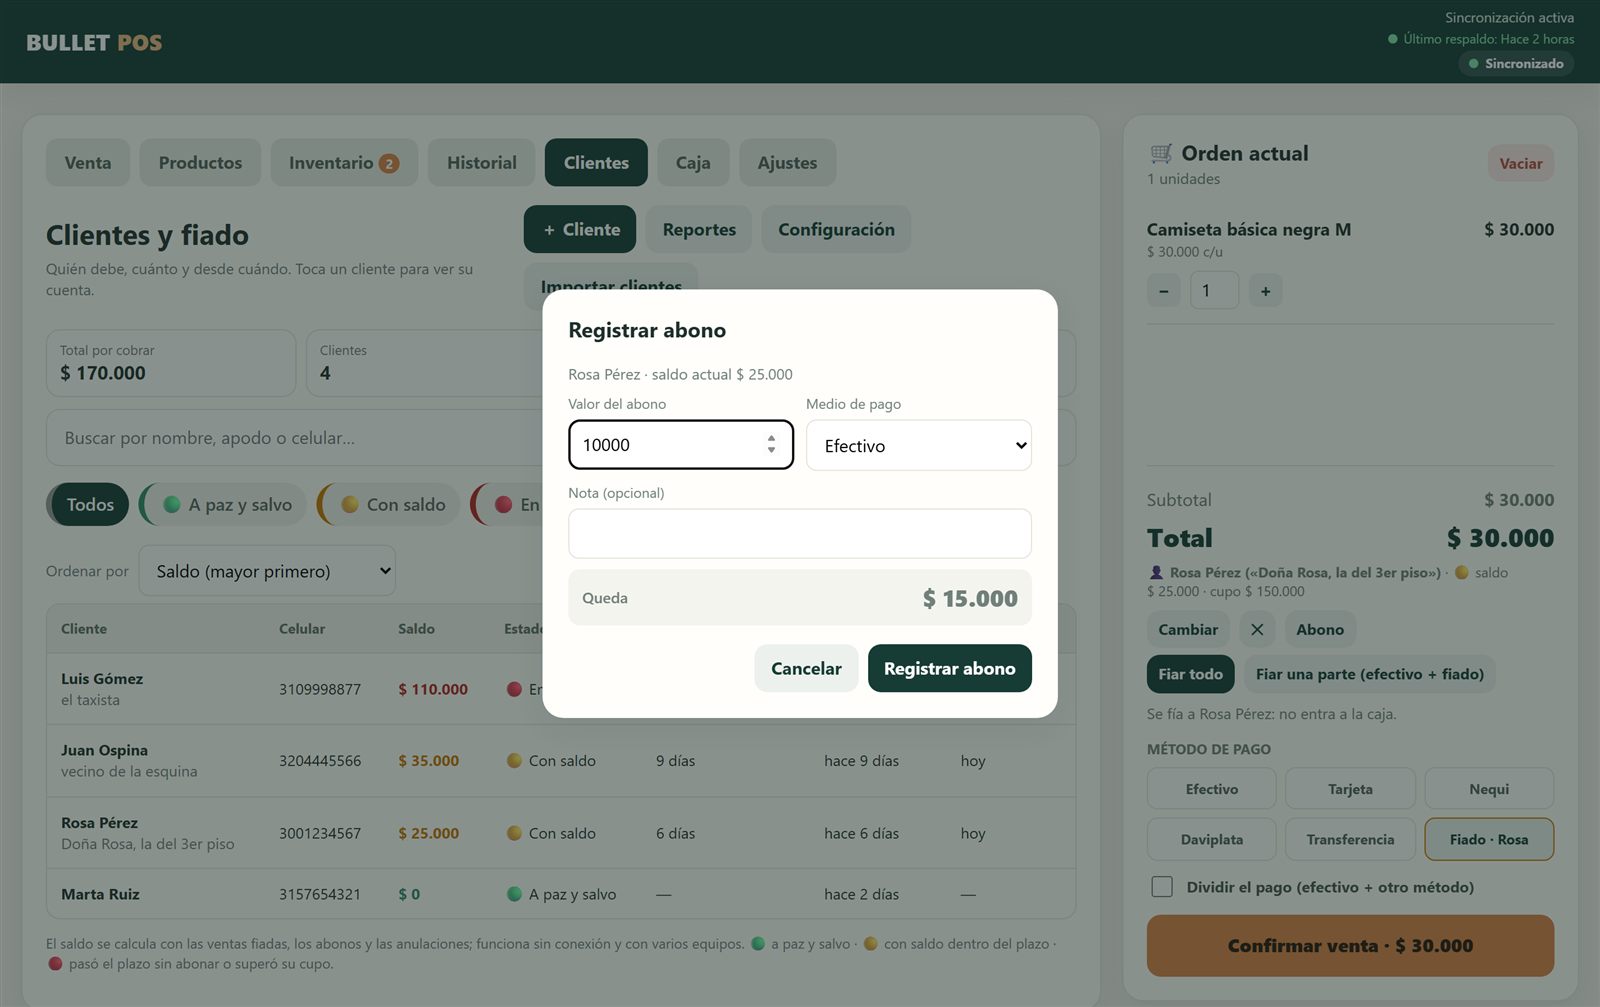 BULLET POS
Sincronización activa
Último respaldo: Hace 2 horas
Sincronizado
Venta
Productos
Inventario 2
Historial
Clientes
Caja
Ajustes
Clientes y fiado
Quién debe, cuánto y desde cuándo. Toca un cliente para ver su
cuenta.
+ Cliente
Reportes
Configuración
Importar clientes
Total por cobrar
$ 170.000
Clientes
4
Buscar por nombre, apodo o celular...
Todos
A paz y salvo
Con saldo
En
Ordenar por
Saldo (mayor primero)
Cliente Celular Saldo
Luis Gómez
el taxista
3109998877 $ 110.000
Juan Ospina
vecino de la esquina
3204445566 $ 35.000 Con saldo 9 días hace 9 días hoy
Rosa Pérez
Doña Rosa, la del 3er piso
3001234567 $ 25.000 Con saldo 6 días hace 6 días hoy
Marta Ruiz 3157654321 $ 0 A paz y salvo — hace 2 días —
El saldo se calcula con las ventas fiadas, los abonos y las anulaciones; funciona sin conexión y con varios equipos. a paz y salvo · con saldo dentro del plazo ·
pasó el plazo sin abonar o superó su cupo.
Registrar abono
Rosa Pérez · saldo actual $ 25.000
Valor del abono
10000
Medio de pago
Efectivo
Nota (opcional)
Queda $ 15.000
Cancelar
Registrar abono
Orden actual
1 unidades
Vaciar
Camiseta básica negra M $ 30.000
$ 30.000 c/u
− 1 +
Subtotal $ 30.000
Total $ 30.000
Rosa Pérez («Doña Rosa, la del 3er piso») · saldo
$ 25.000 · cupo $ 150.000
Cambiar
✕
Abono
Fiar todo
Fiar una parte (efectivo + fiado)
Se fía a Rosa Pérez: no entra a la caja.
MÉTODO DE PAGO
Efectivo
Tarjeta
Nequi
Daviplata
Transferencia
Fiado · Rosa
Dividir el pago (efectivo + otro método)
Confirmar venta · $ 30.000